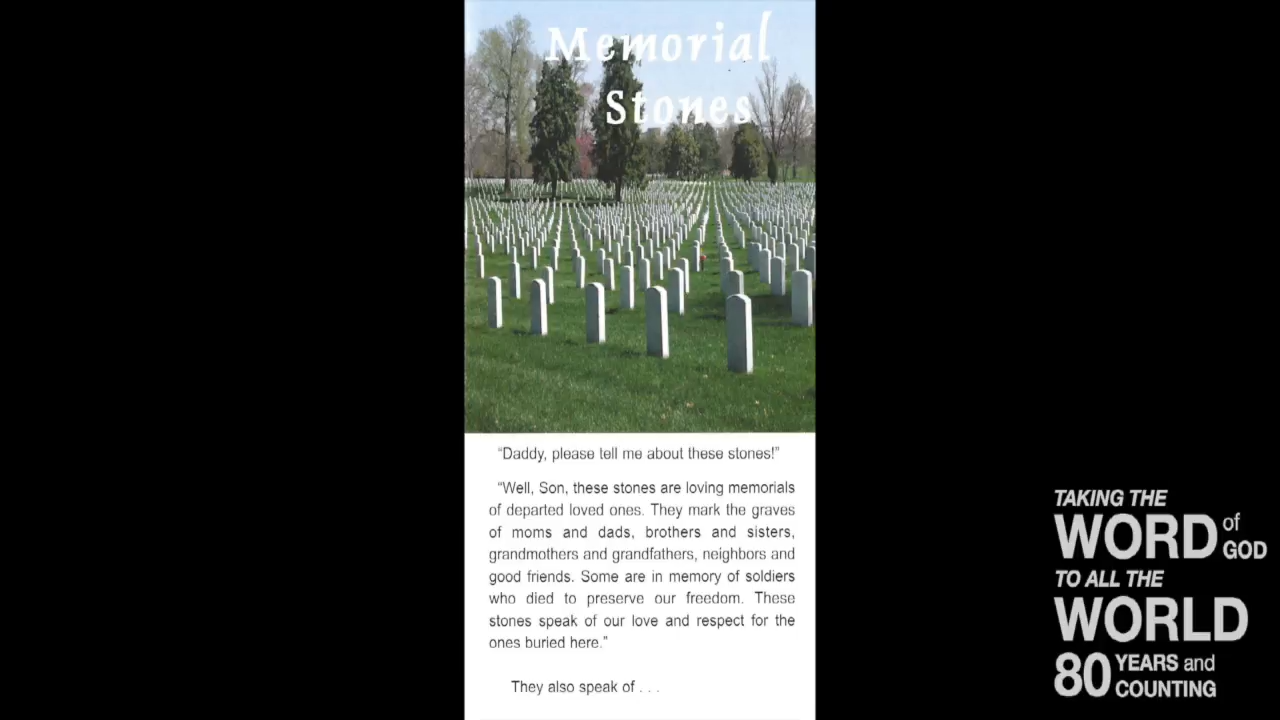 Memorial
Stones
“Daddy, please tell me about these stones!”
“Well, Son, these stones are loving memorials
of departed loved ones. They mark the graves
of moms and dads, brothers and sisters,
grandmothers and grandfathers, neighbors and
good friends. Some are in memory of soldiers
who died to preserve our freedom. These
stones speak of our love and respect for the
ones buried here.”
They also speak of . . .
TAKING THE
WORD of GOD
TO ALL THE
WORLD
80 YEARS and
COUNTING